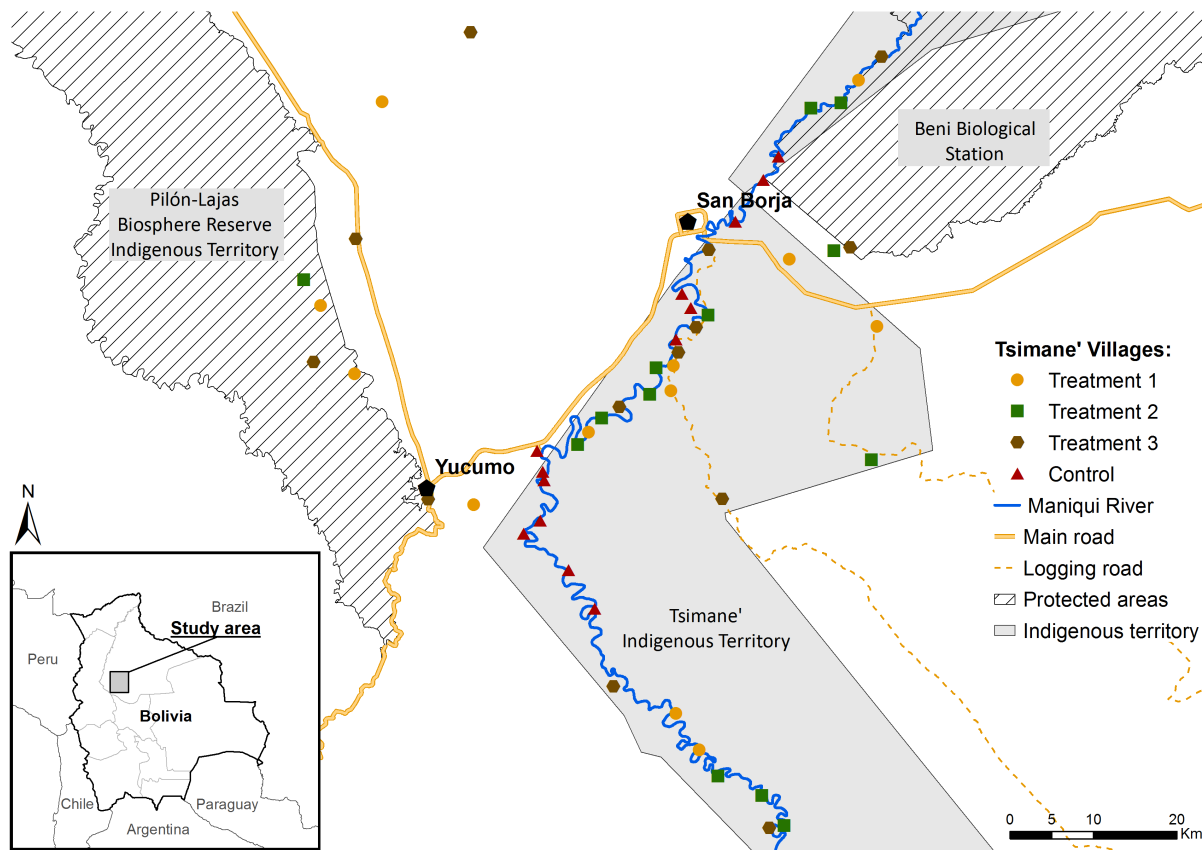 Beni Biological
Station
Pilón-Lajas
Biosphere Reserve
Indigenous Territory
San Borja
Yucumo
Tsimane'
Indigenous Territory
Tsimane' Villages:
Treatment 1
Treatment 2
Treatment 3
Control
Maniqui River
Main road
Logging road
Protected areas
Indigenous territory
N
Brazil
Study area
Peru
Bolivia
Chile
Paraguay
Argentina
0 5 10 20
Km